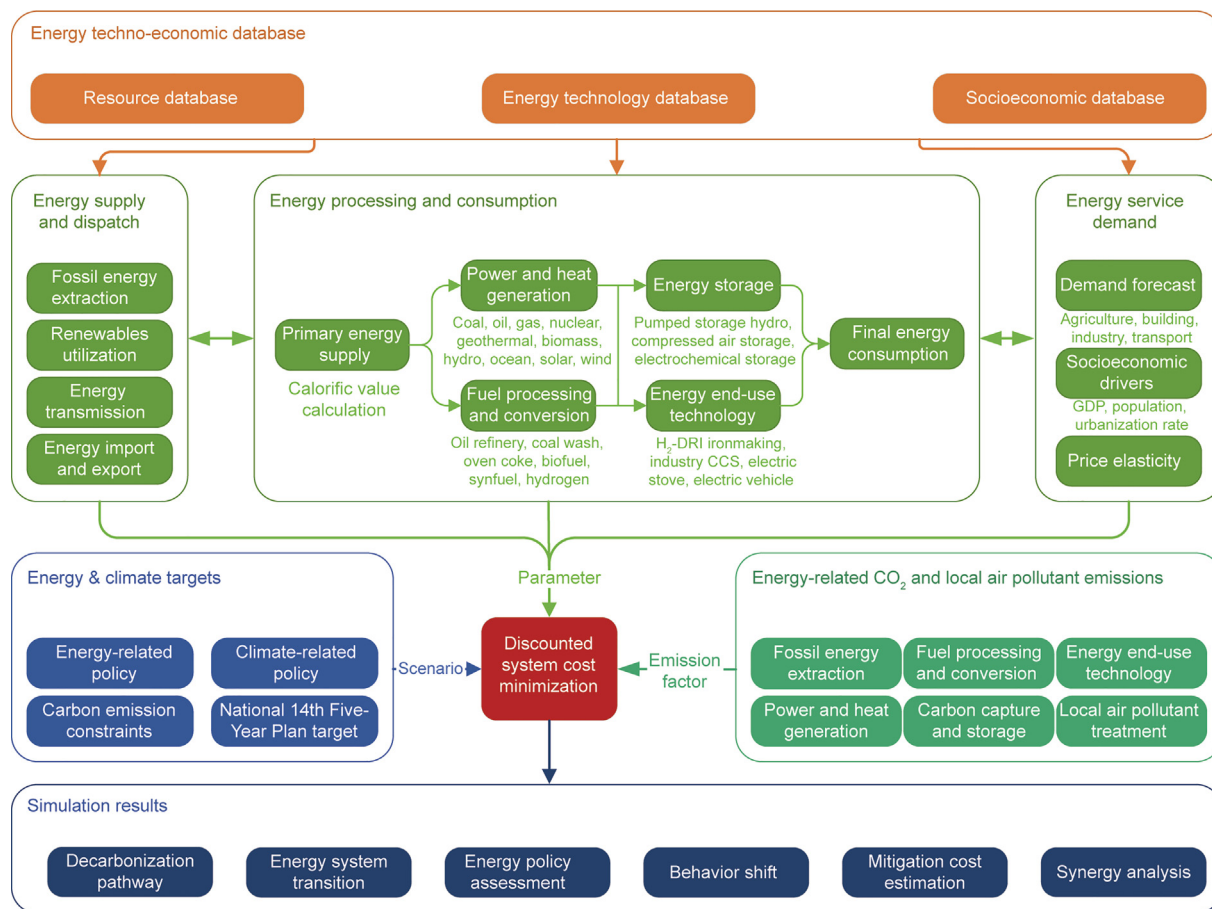 Energy techno-economic database
Resource database
Energy technology database
Socioeconomic database
Energy supply
and dispatch
Fossil energy
extraction
Renewables
utilization
Energy
transmission
Energy import
and export
Energy processing and consumption
Primary energy
supply
Calorific value
calculation
Power and heat
generation
Coal, oil, gas, nuclear,
geothermal, biomass,
hydro, ocean, solar, wind
Fuel processing
and conversion
Oil refinery, coal wash,
oven coke, biofuel,
synfuel, hydrogen
Energy storage
Pumped storage hydro,
compressed air storage,
electrochemical storage
Energy end-use
technology
H₂-DRI ironmaking,
industry CCS, electric
stove, electric vehicle
Final energy
consumption
Energy service
demand
Demand forecast
Agriculture, building,
industry, transport
Socioeconomic
drivers
GDP, population,
urbanization rate
Price elasticity
Parameter
Energy & climate targets
Energy-related
policy
Climate-related
policy
Carbon emission
constraints
National 14th Five-
Year Plan target
Scenario
Discounted
system cost
minimization
Emission
factor
Energy-related CO₂ and local air pollutant emissions
Fossil energy
extraction
Fuel processing
and conversion
Energy end-use
technology
Power and heat
generation
Carbon capture
and storage
Local air pollutant
treatment
Simulation results
Decarbonization
pathway
Energy system
transition
Energy policy
assessment
Behavior shift
Mitigation cost
estimation
Synergy analysis